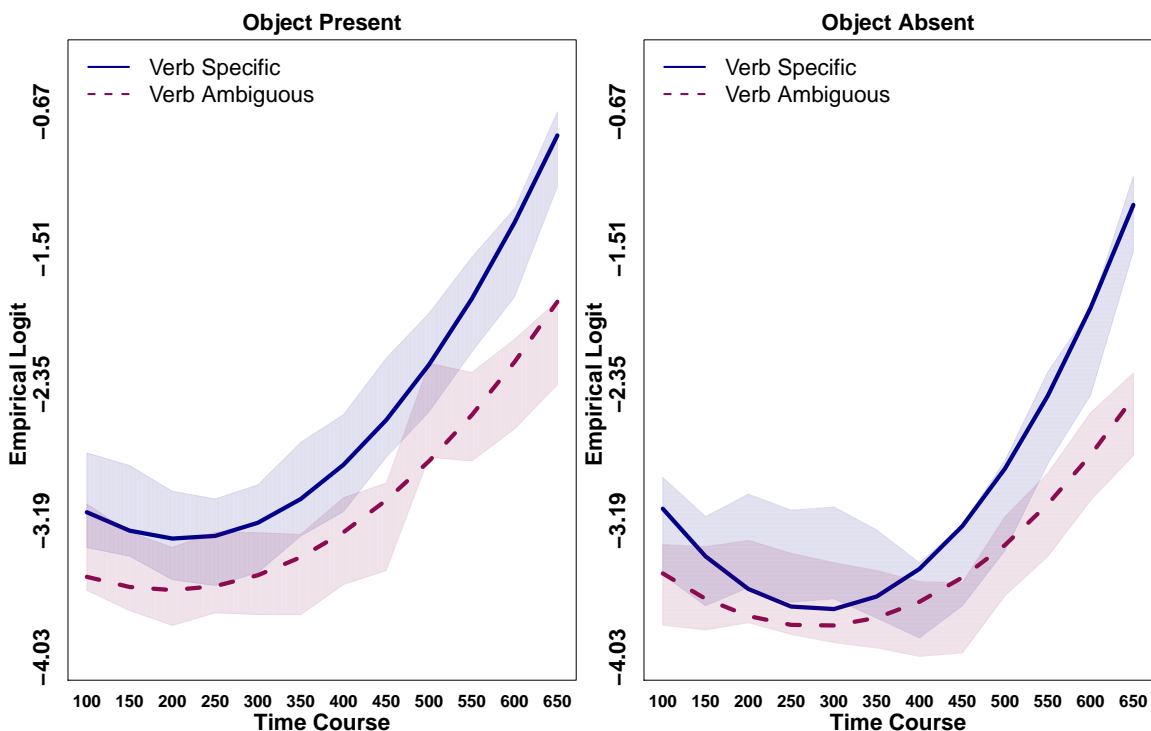 Object Present
Verb Specific
Verb Ambiguous
Empirical Logit
−0.67
−1.51
−2.35
−3.19
−4.03
100 150 200 250 300 350 400 450 500 550 600 650
Time Course
Object Absent
Verb Specific
Verb Ambiguous
Empirical Logit
−0.67
−1.51
−2.35
−3.19
−4.03
100 150 200 250 300 350 400 450 500 550 600 650
Time Course